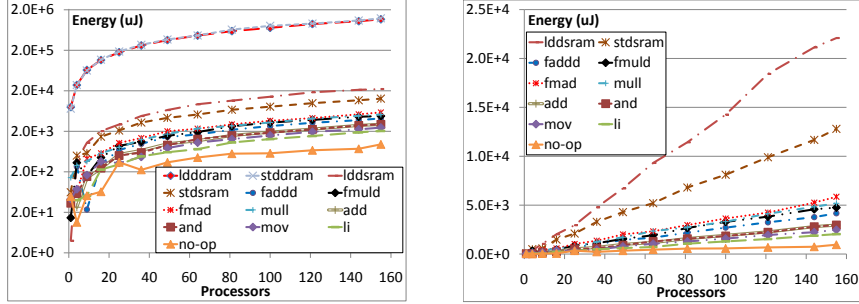 Energy (uJ)
2.0E+6
2.0E+5
2.0E+4
2.0E+3
2.0E+2
2.0E+1
2.0E+0
0 20 40 60 80 100 120 140 160
Processors
ldddram stddram lddsram
stdsram faddd fmuld
fmad mull add
and mov li
no-op
Energy (uJ)
2.5E+4
2.0E+4
1.5E+4
1.0E+4
5.0E+3
0.0E+0
0 20 40 60 80 100 120 140 160
Processors
lddsram stdsram
faddd fmuld
fmad mull
add and
mov li
no-op